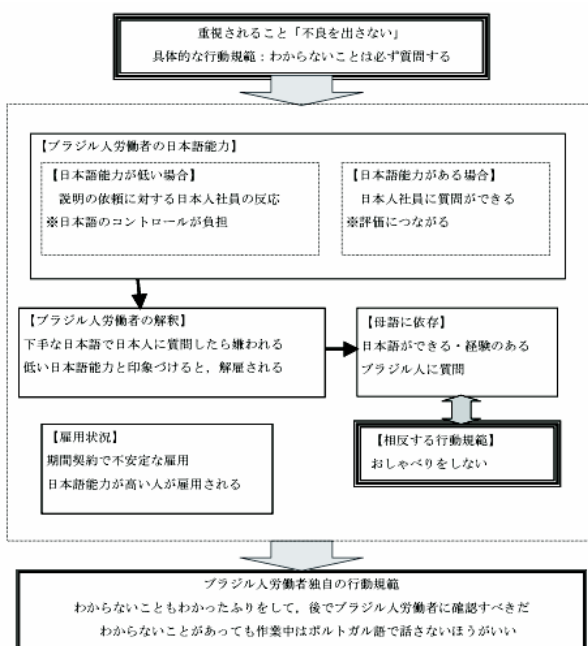 重視されること「不良を出さない」
具体的な行動規範：わからないことは必ず質問する
【ブラジル人労働者の日本語能力】
【日本語能力が低い場合】
説明の依頼に対する日本人社員の反応
※日本語のコントロールが負担
【日本語能力がある場合】
日本人社員に質問ができる
※評価につながる
【ブラジル人労働者の解釈】
下手な日本語で日本人に質問したら嫌われる
低い日本語能力と印象づけると，解雇される
【母語に依存】
日本語ができる・経験のある
ブラジル人に質問
【雇用状況】
期間契約で不安定な雇用
日本語能力が高い人が雇用される
【相反する行動規範】
おしゃべりをしない
ブラジル人労働者独自の行動規範
わからないこともわかったふりをして，後でブラジル人労働者に確認すべきだ
わからないことがあっても作業中はポルトガル語で話さないほうがいい